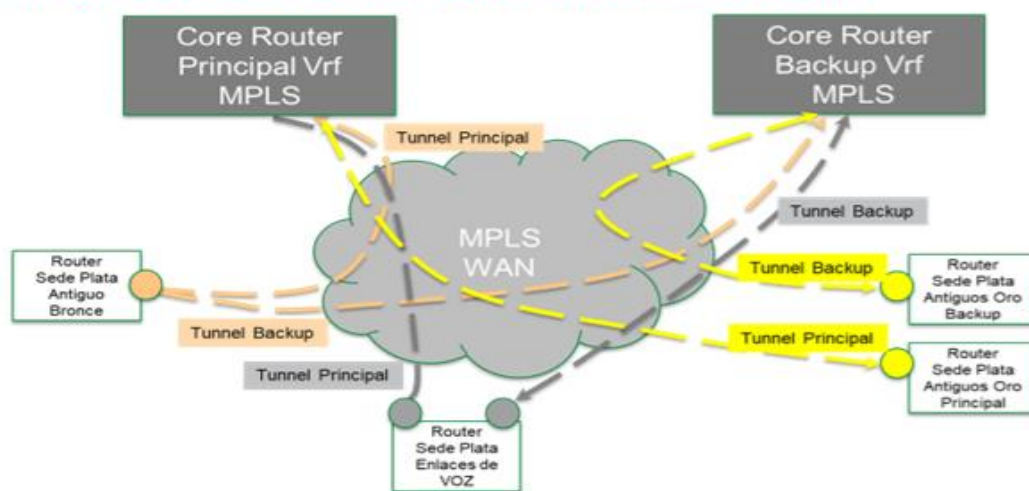 Core Router
Principal Vrf
MPLS
Core Router
Backup Vrf
MPLS
Tunnel Principal
Tunnel Backup
MPLS
WAN
Router
Sede Plata
Antiguo
Bronce
Tunnel Backup
Router
Sede Plata
Antiguos Oro
Backup
Tunnel Backup
Tunnel Principal
Tunnel Principal
Router
Sede Plata
Antiguos Oro
Principal
Router
Sede Plata
Enlaces de
VOZ